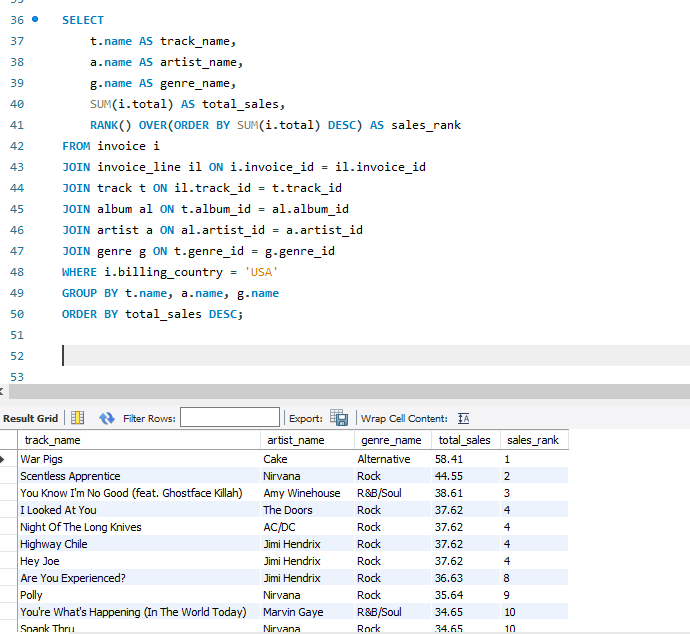 36 SELECT
37 t.name AS track_name,
38 a.name AS artist_name,
39 g.name AS genre_name,
40 SUM(i.total) AS total_sales,
41 RANK() OVER(ORDER BY SUM(i.total) DESC) AS sales_rank
42 FROM invoice i
43 JOIN invoice_line il ON i.invoice_id = il.invoice_id
44 JOIN track t ON il.track_id = t.track_id
45 JOIN album al ON t.album_id = al.album_id
46 JOIN artist a ON al.artist_id = a.artist_id
47 JOIN genre g ON t.genre_id = g.genre_id
48 WHERE i.billing_country = 'USA'
49 GROUP BY t.name, a.name, g.name
50 ORDER BY total_sales DESC;
51
52
53
Result Grid Filter Rows: Export: Wrap Cell Content: IA
track_name artist_name genre_name total_sales sales_rank
War Pigs Cake Alternative 58.41 1
Scentless Apprentice Nirvana Rock 44.55 2
You Know I'm No Good (feat. Ghostface Killah) Amy Winehouse R&B/Soul 38.61 3
I Looked At You The Doors Rock 37.62 4
Night Of The Long Knives AC/DC Rock 37.62 4
Highway Chile Jimi Hendrix Rock 37.62 4
Hey Joe Jimi Hendrix Rock 37.62 4
Are You Experienced? Jimi Hendrix Rock 36.63 8
Polly Nirvana Rock 35.64 9
You're What's Happening (In The World Today) Marvin Gaye R&B/Soul 34.65 10
Spank Thru Nirvana Rock 34.65 10